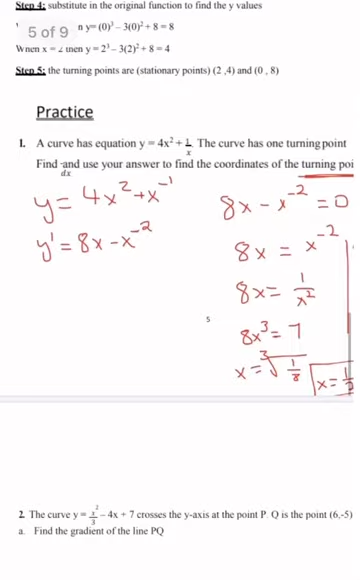 Step 4: substitute in the original function to find the y values
5 of 9 n y= (0)³ – 3(0)² + 8 = 8
When x = 2 then y = 2³ – 3(2)² + 8 = 4
Step 5: the turning points are (stationary points) (2 ,4) and (0 , 8)
Practice
1. A curve has equation y = 4x² + 1/x. The curve has one turning point
Find and use your answer to find the coordinates of the turning poi
dx
y = 4x² + x⁻¹
y' = 8x - x⁻²
8x - x⁻² = 0
8x = x⁻²
8x = 1/x²
8x³ = 1
x = ³√1/8
x = 1/2
5
2. The curve y = x²/3 – 4x + 7 crosses the y-axis at the point P. Q is the point (6,-5)
a. Find the gradient of the line PQ